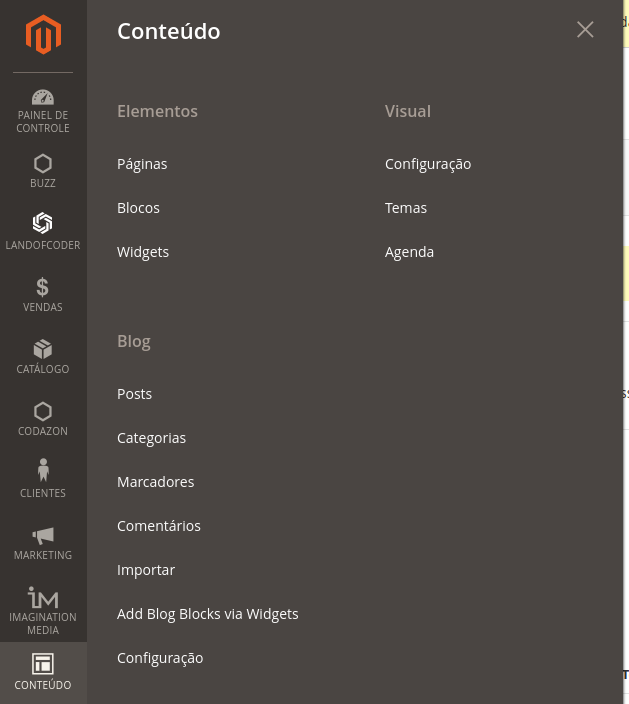 PAINEL DE
CONTROLE
BUZZ
LANDOFCODER
VENDAS
CATÁLOGO
CODAZON
CLIENTES
MARKETING
IMAGINATION
MEDIA
CONTEÚDO
Conteúdo
Elementos
Páginas
Blocos
Widgets
Visual
Configuração
Temas
Agenda
Blog
Posts
Categorias
Marcadores
Comentários
Importar
Add Blog Blocks via Widgets
Configuração